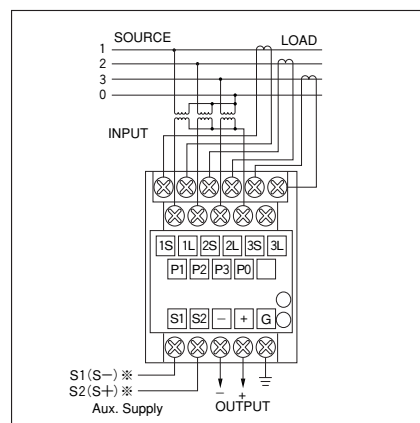 SOURCE LOAD
1
2
3
0
INPUT
1S 1L 2S 2L 3S 3L
P1 P2 P3 P0
S1 S2 − + G
S1(S−)※
S2(S+)※
− +
Aux. Supply OUTPUT